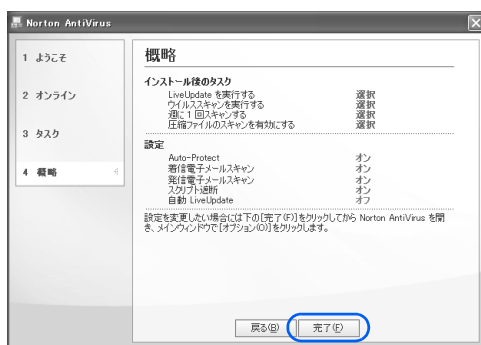 Norton AntiVirus
1 ようこそ
2 オンライン
3 タスク
4 概略
概略
インストール後のタスク
LiveUpdate を実行する 選択
ウイルススキャンを実行する 選択
週に 1 回スキャンする 選択
圧縮ファイルのスキャンを有効にする 選択
設定
Auto-Protect オン
着信電子メールスキャン オン
発信電子メールスキャン オン
スクリプト遮断 オン
自動 LiveUpdate オフ
設定を変更したい場合には下の[完了(F)]をクリックしてから Norton AntiVirus を開
き、メインウィンドウで[オプション(O)]をクリックします。
戻る(B) 完了(F)